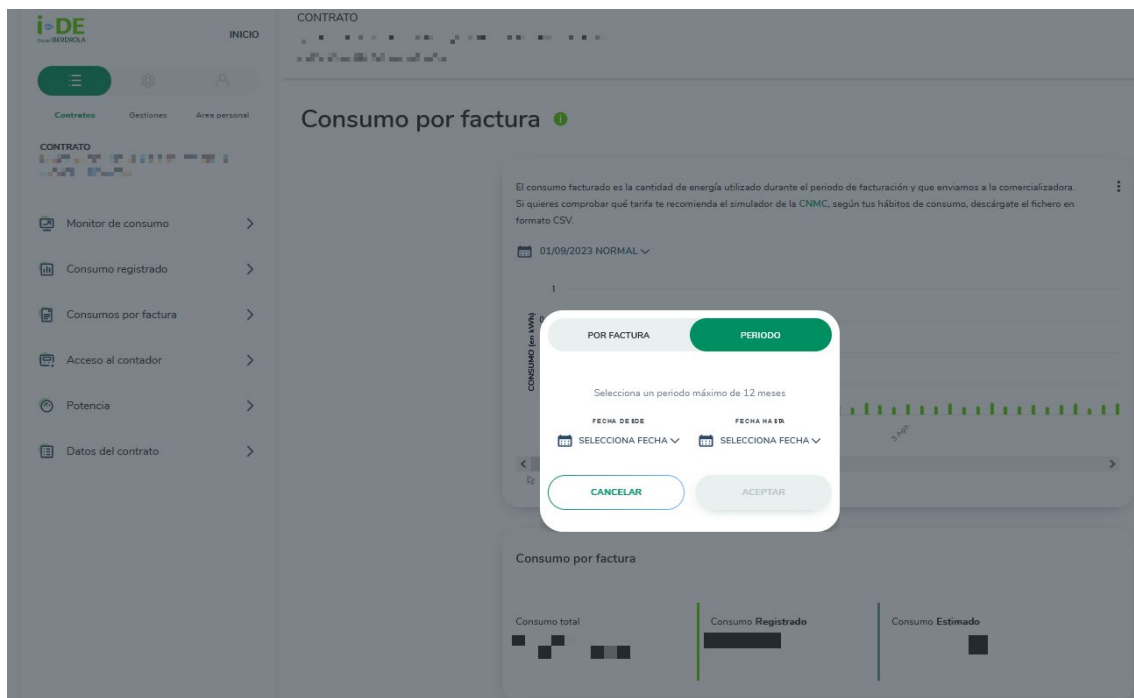 i-DE
Grupo IBERDROLA
INICIO
Contratos
Gestiones
Area personal
CONTRATO
Monitor de consumo
Consumo registrado
Consumos por factura
Acceso al contador
Potencia
Datos del contrato
CONTRATO
Consumo por factura
El consumo facturado es la cantidad de energía utilizado durante el periodo de facturación y que enviamos a la comercializadora.
Si quieres comprobar qué tarifa te recomienda el simulador de la CNMC, según tus hábitos de consumo, descárgate el fichero en
formato CSV.
01/09/2023 NORMAL
1
CONSUMO (en kWh)
5 Ago.
POR FACTURA
PERIODO
Selecciona un periodo máximo de 12 meses
FECHA DESDE
FECHA HASTA
SELECCIONA FECHA
SELECCIONA FECHA
CANCELAR
ACEPTAR
Consumo por factura
Consumo total
Consumo Registrado
Consumo Estimado